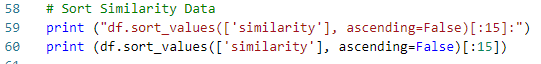 58 # Sort Similarity Data
59 print ("df.sort_values(['similarity'], ascending=False)[:15]:")
60 print (df.sort_values(['similarity'], ascending=False)[:15])